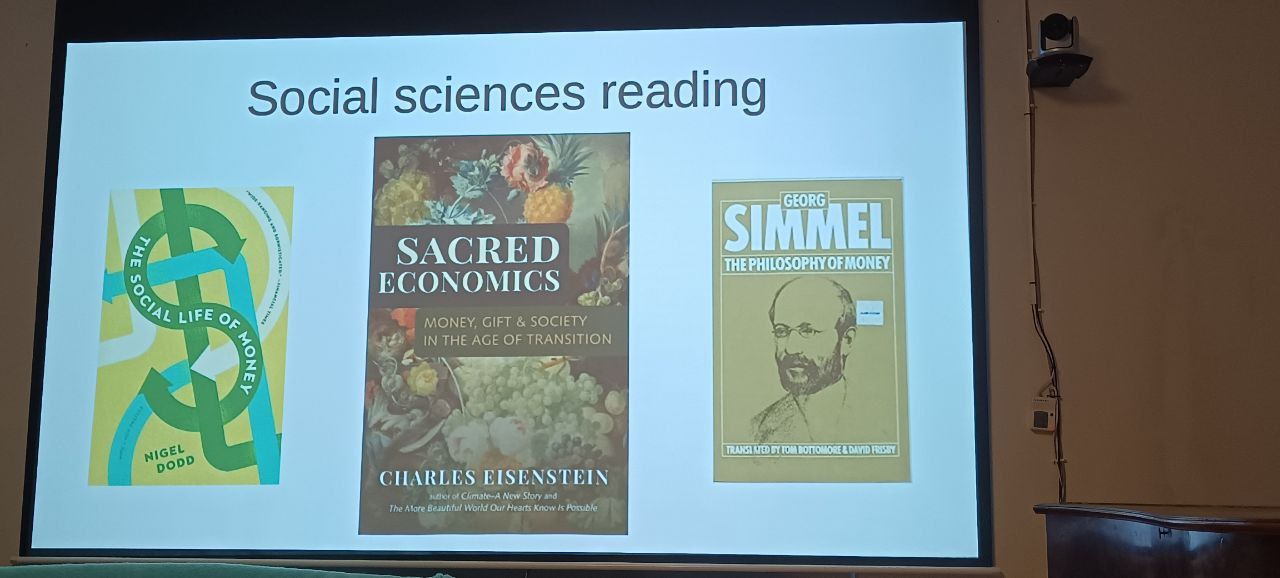 Social sciences reading
THE SOCIAL LIFE OF MONEY
NIGEL
DODD
SACRED
ECONOMICS
MONEY, GIFT & SOCIETY
IN THE AGE OF TRANSITION
CHARLES EISENSTEIN
author of Climate—A New Story and
The More Beautiful World Our Hearts Know Is Possible
GEORG
SIMMEL
THE PHILOSOPHY OF MONEY
TRANSLATED BY TOM BOTTOMORE & DAVID FRISBY